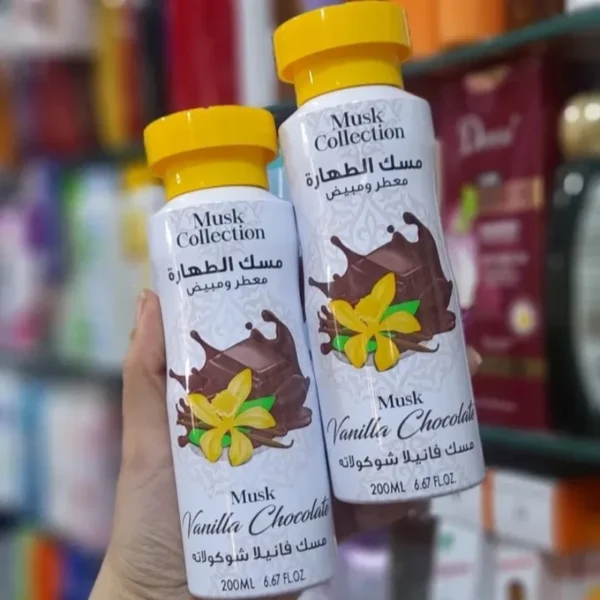 Musk
Collection
مسك الطهارة
معطر ومبيض
Musk
Vanilla Chocolate
مسك فانيلا شوكولاته
200ML 6.67 FL.OZ.
Musk
Collection
مسك الطهارة
معطر ومبيض
Musk
Vanilla Chocolate
مسك فانيلا شوكولاته
200ML 6.67 FL.OZ.